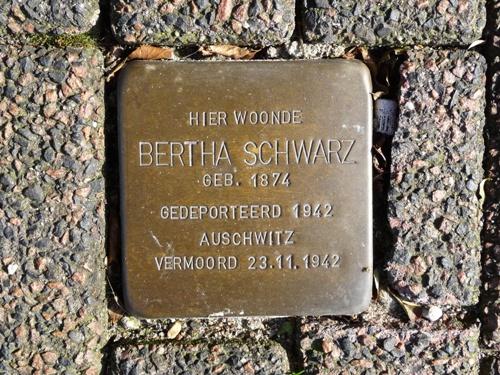 HIER WOONDE
BERTHA SCHWARZ
GEB. 1874
GEDEPORTEERD 1942
AUSCHWITZ
VERMOORD 23.11.1942